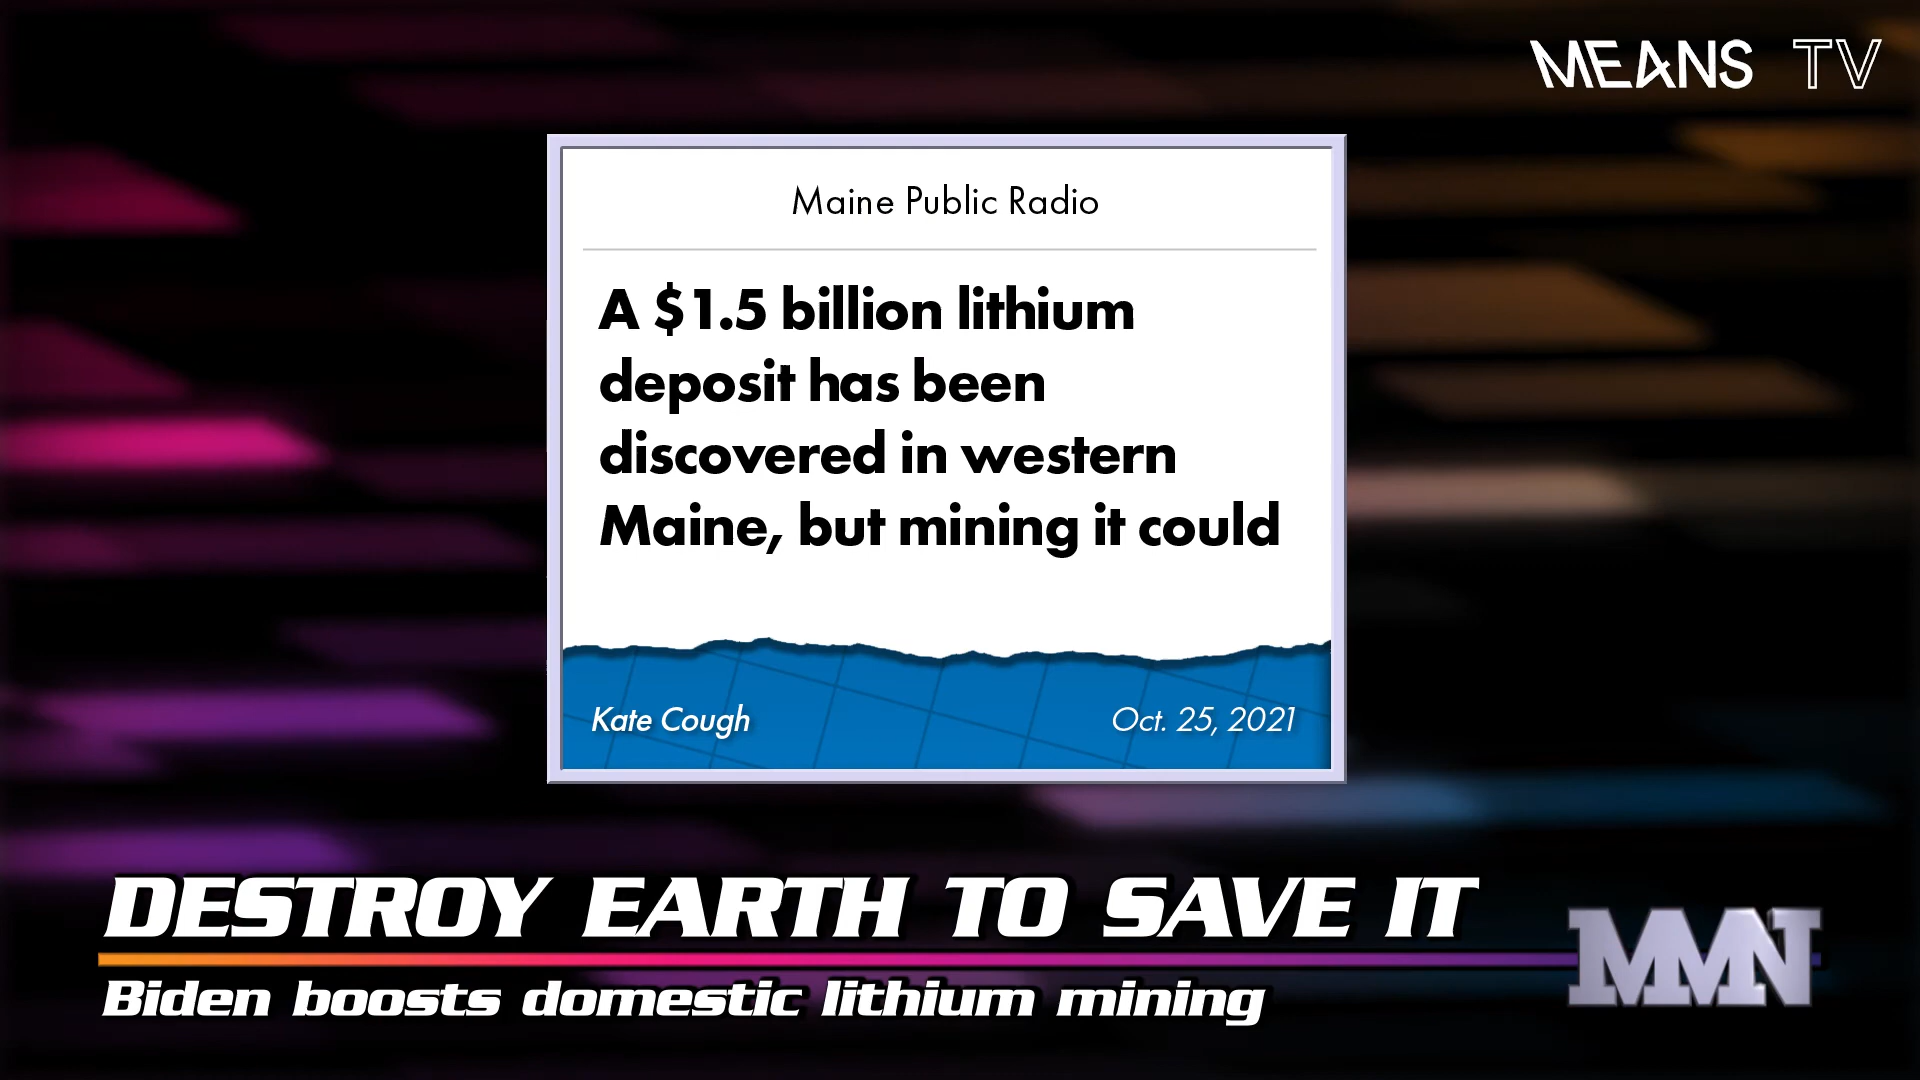 MEANS TV
Maine Public Radio
A $1.5 billion lithium
deposit has been
discovered in western
Maine, but mining it could
Kate Cough
Oct. 25, 2021
DESTROY EARTH TO SAVE IT
Biden boosts domestic lithium mining
MMN